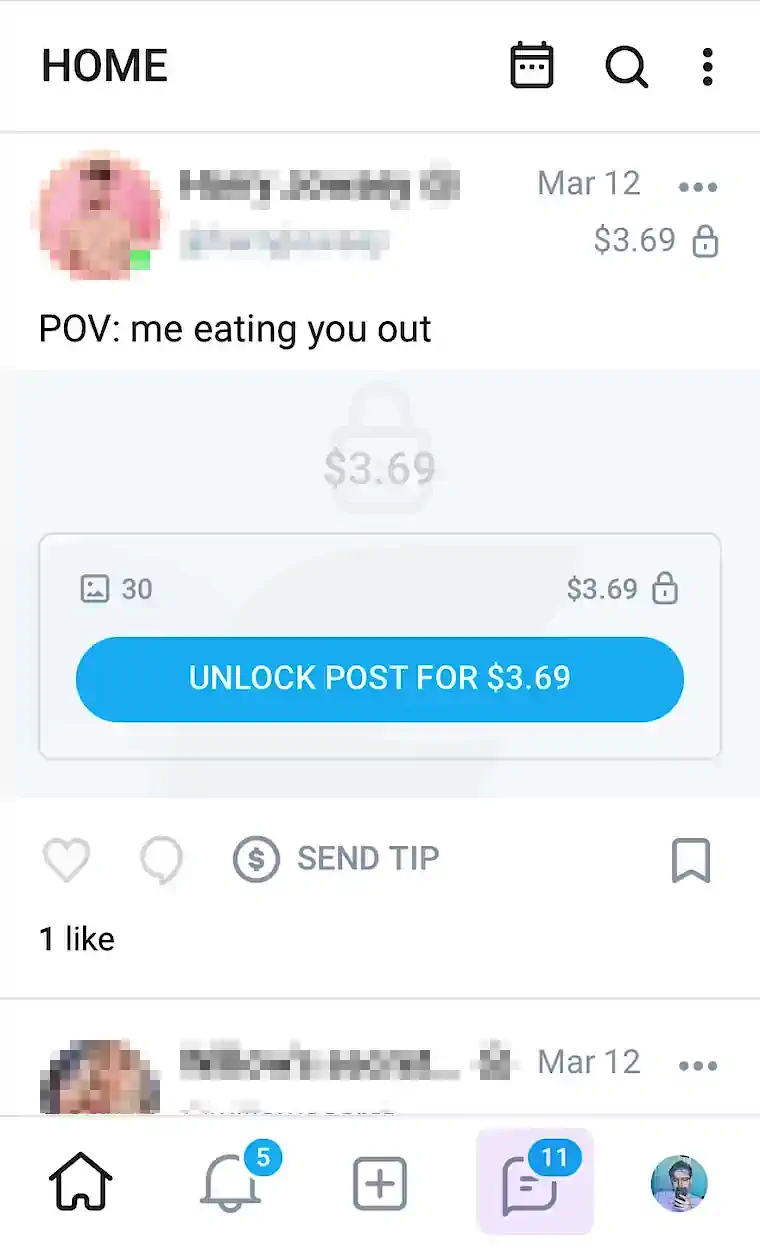 HOME
Mar 12
$3.69
POV: me eating you out
$3.69
30 $3.69
UNLOCK POST FOR $3.69
$ SEND TIP
1 like
Mar 12
5 11